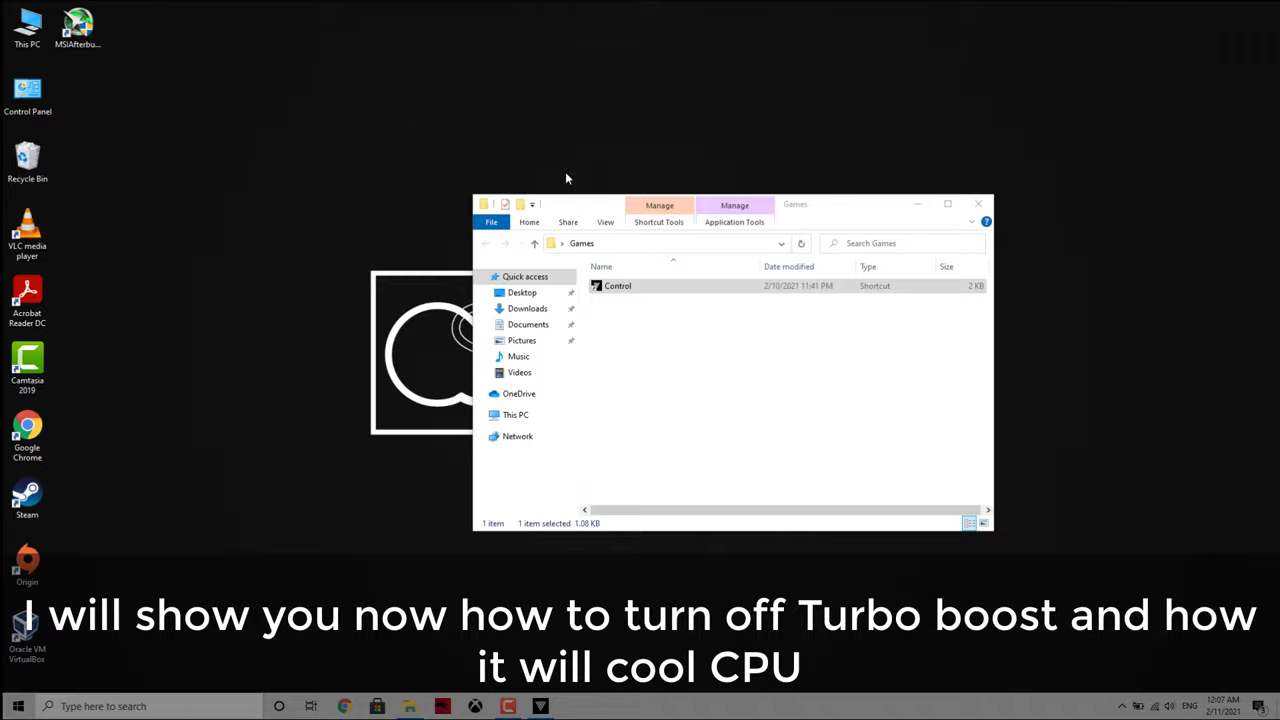 This PC
MSIAfterbu...
Control Panel
Recycle Bin
VLC media
player
Acrobat
Reader DC
Camtasia
2019
Google
Chrome
Steam
Origin
Oracle VM
VirtualBox
Manage
Manage
Games
File
Home
Share
View
Shortcut Tools
Application Tools
Games
Search Games
Name
Date modified
Type
Size
Control
2/10/2021 11:41 PM
Shortcut
2 KB
Quick access
Desktop
Downloads
Documents
Pictures
Music
Videos
OneDrive
This PC
Network
1 item
1 item selected 1.08 KB
I will show you now how to turn off Turbo boost and how
it will cool CPU
Type here to search
ENG
12:07 AM
2/11/2021
3